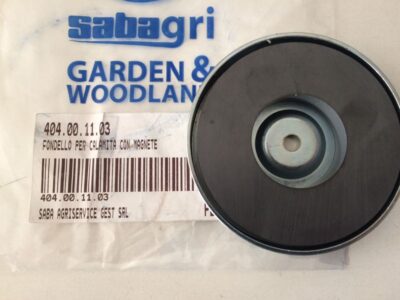 sabagri
GARDEN &
WOODLAN
404.00.11.03
FONDELLO PER CALAMITA CON MAGNETE
404.00.11.03
SABA AGRISERVICE GEST SRL